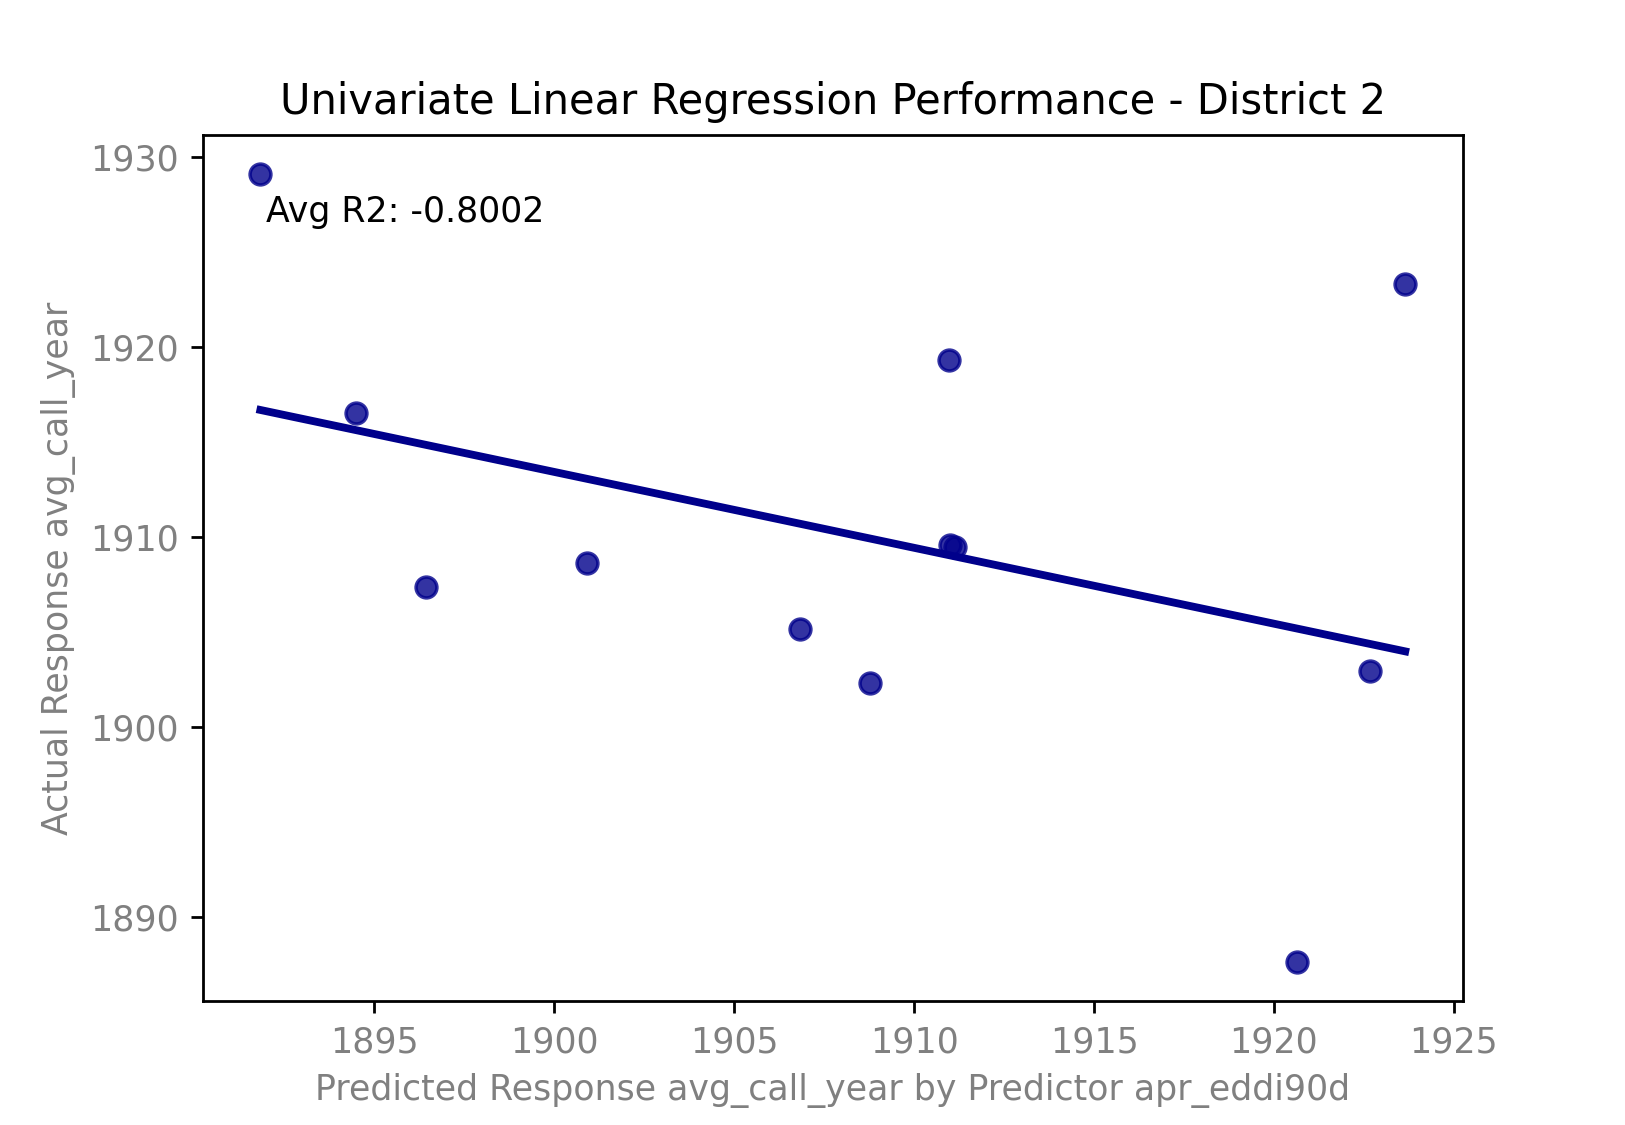 Univariate Linear Regression Performance - District 2
Avg R2: -0.8002
Actual Response avg_call_year
1930
1920
1910
1900
1890
1895 1900 1905 1910 1915 1920 1925
Predicted Response avg_call_year by Predictor apr_eddi90d